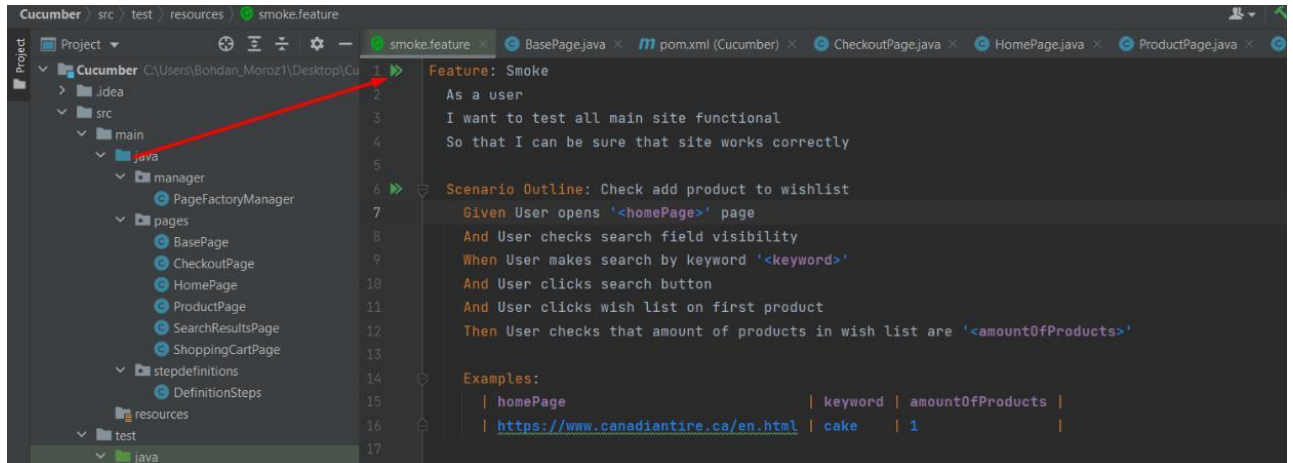 Cucumber > src > test > resources > smoke.feature
Project
Project
smoke.feature × BasePage.java × m pom.xml (Cucumber) × CheckoutPage.java × HomePage.java × ProductPage.java ×
Cucumber C:\Users\Bohdan_Moroz1\Desktop\Cu
.idea
src
main
java
manager
PageFactoryManager
pages
BasePage
CheckoutPage
HomePage
ProductPage
SearchResultsPage
ShoppingCartPage
stepdefinitions
DefinitionSteps
resources
test
java
1 Feature: Smoke
2 As a user
3 I want to test all main site functional
4 So that I can be sure that site works correctly
5
6 Scenario Outline: Check add product to wishlist
7 Given User opens '<homePage>' page
8 And User checks search field visibility
9 When User makes search by keyword '<keyword>'
10 And User clicks search button
11 And User clicks wish list on first product
12 Then User checks that amount of products in wish list are '<amountOfProducts>'
13
14 Examples:
15 | homePage | keyword | amountOfProducts |
16 | https://www.canadiantire.ca/en.html | cake | 1 |
17